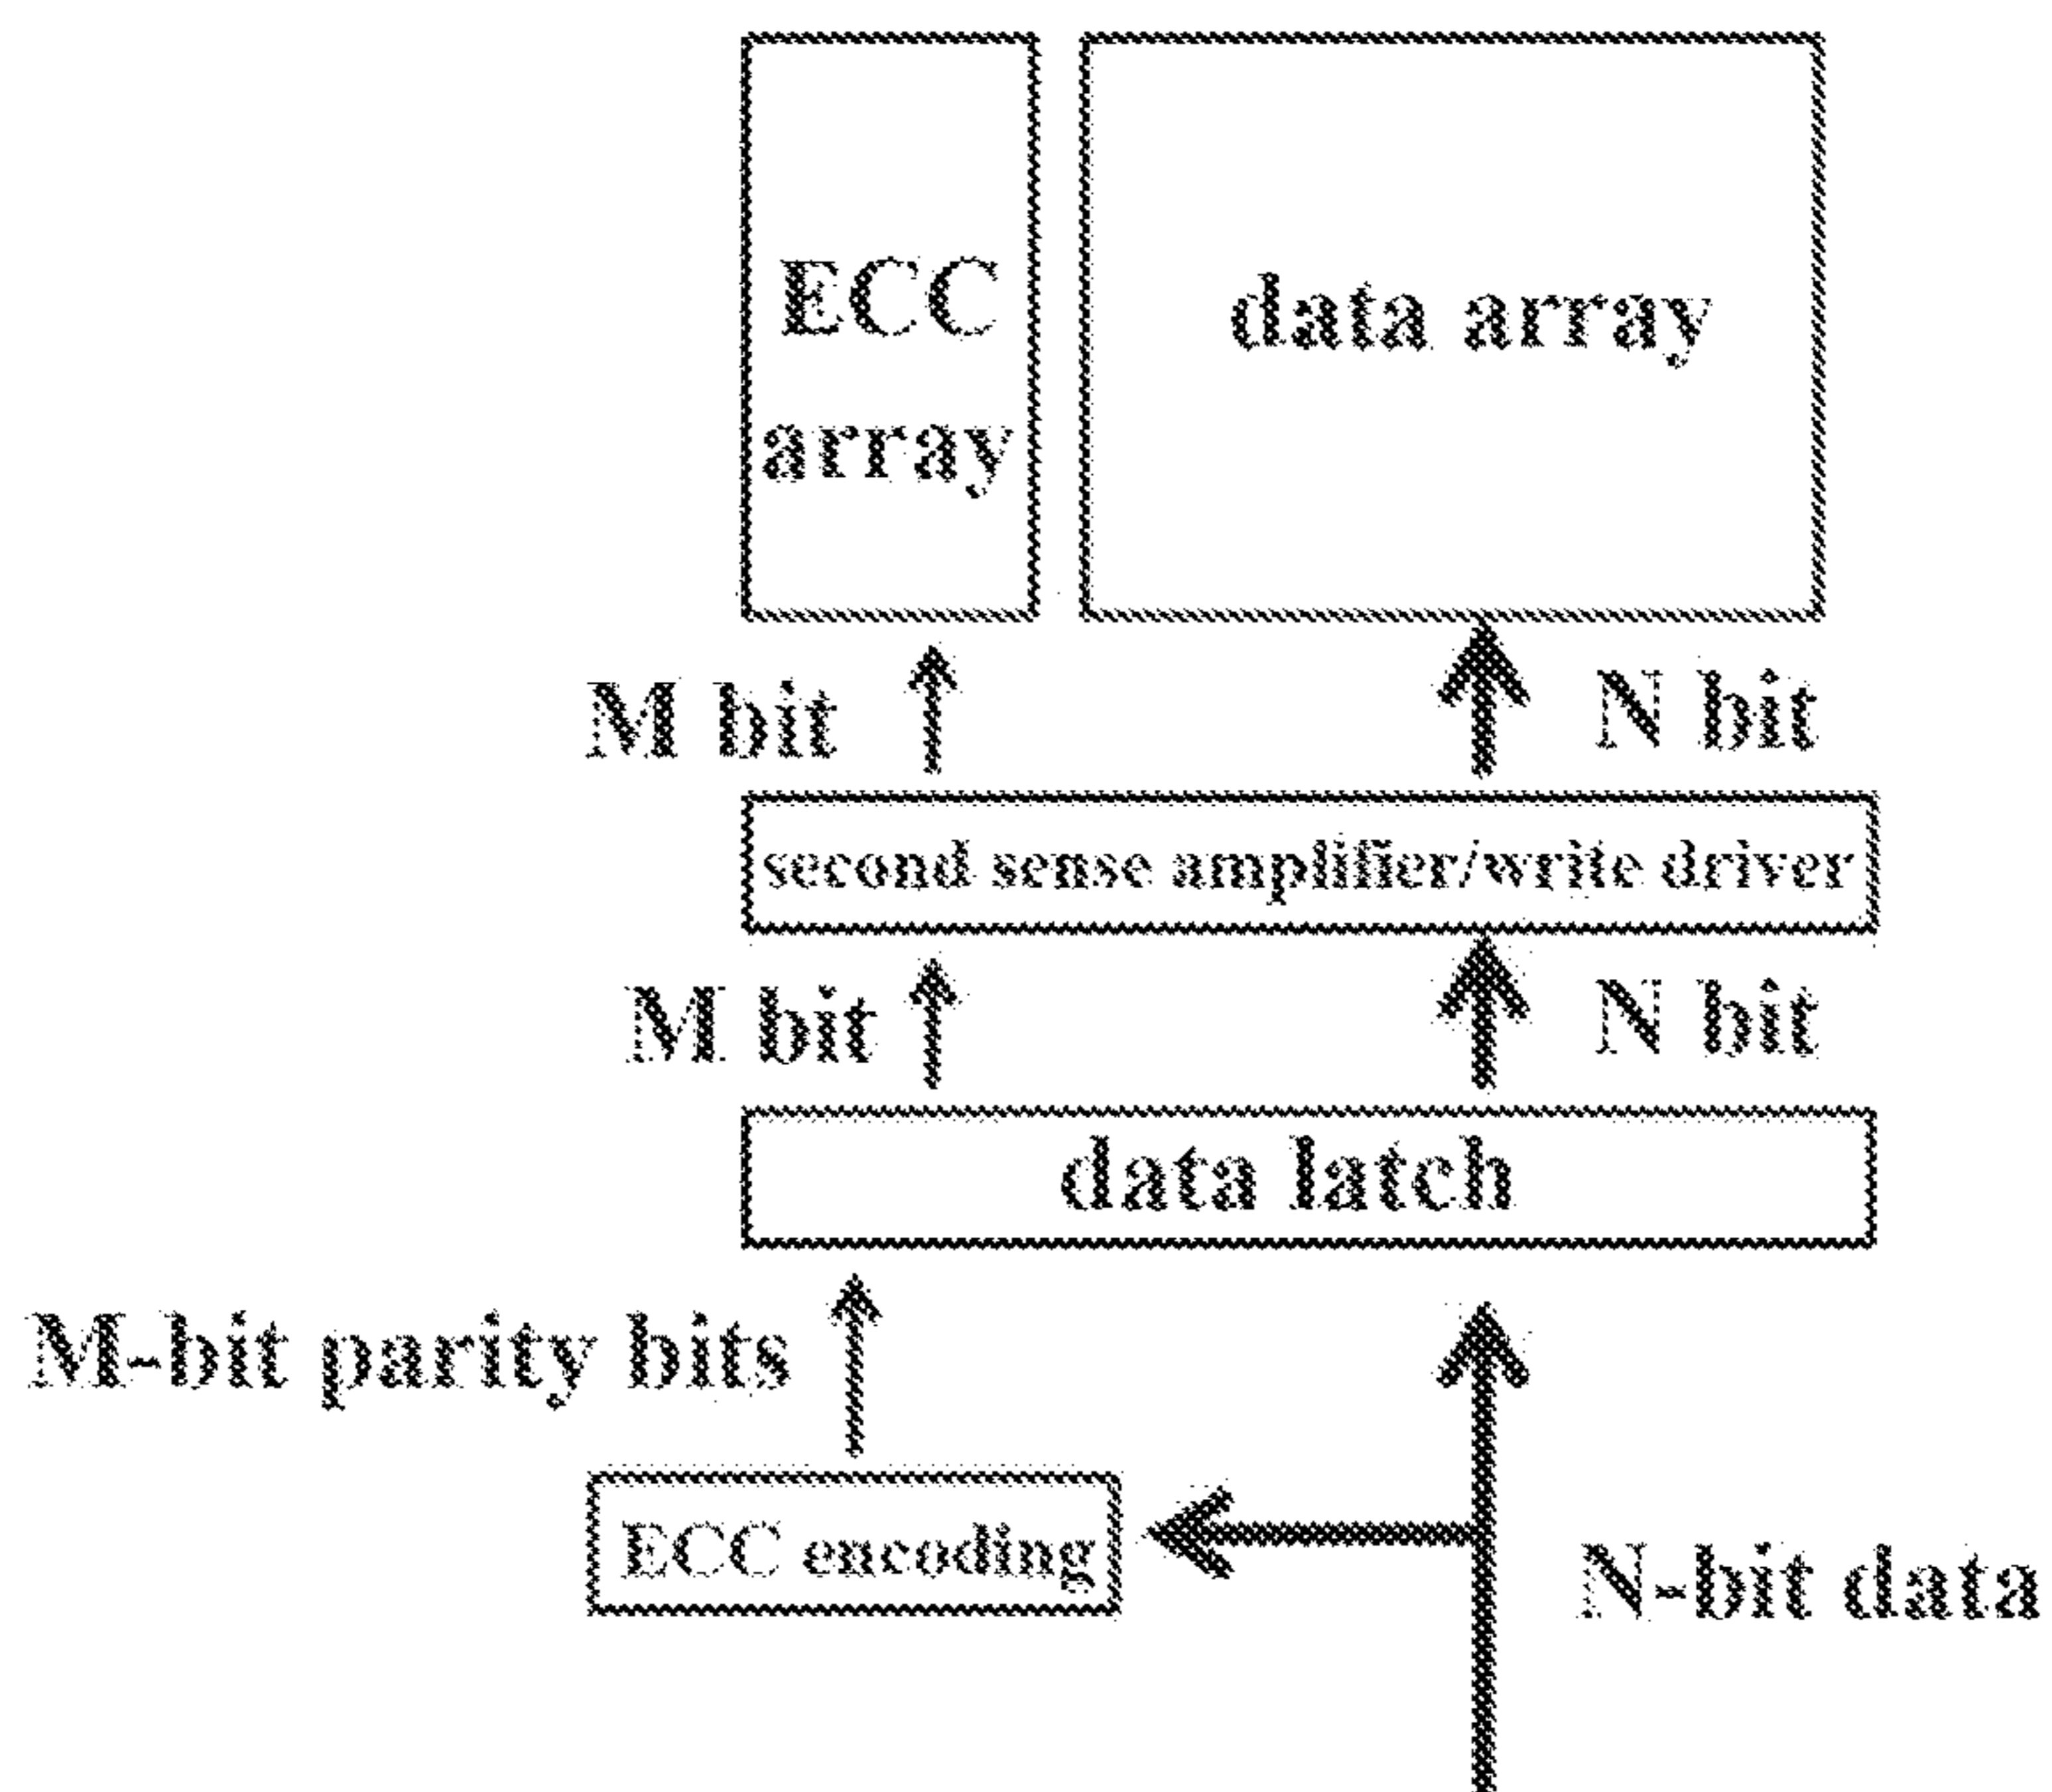 ECC
array
data array
M bit
N bit
second sense amplifier/write driver
M bit
N bit
data latch
M-bit parity bits
ECC encoding
N-bit data